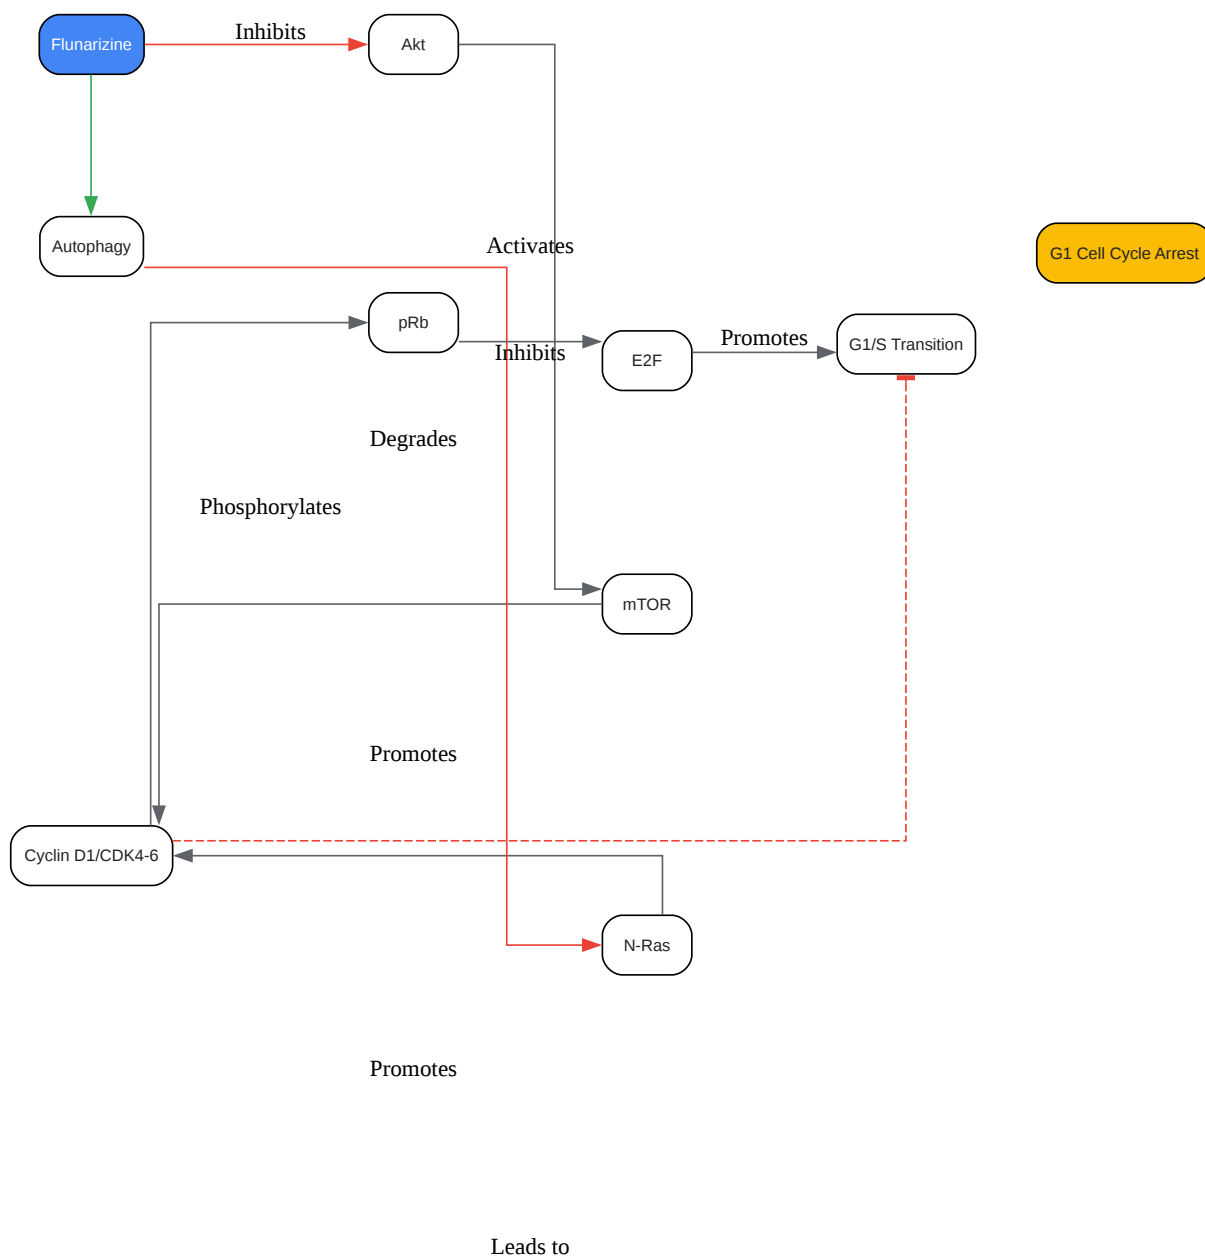 Flunarizine
Inhibits
Akt
Autophagy
Activates
G1 Cell Cycle Arrest
pRb
Inhibits
E2F
Promotes
G1/S Transition
Degrades
Phosphorylates
mTOR
Promotes
Cyclin D1/CDK4-6
N-Ras
Promotes
Leads to